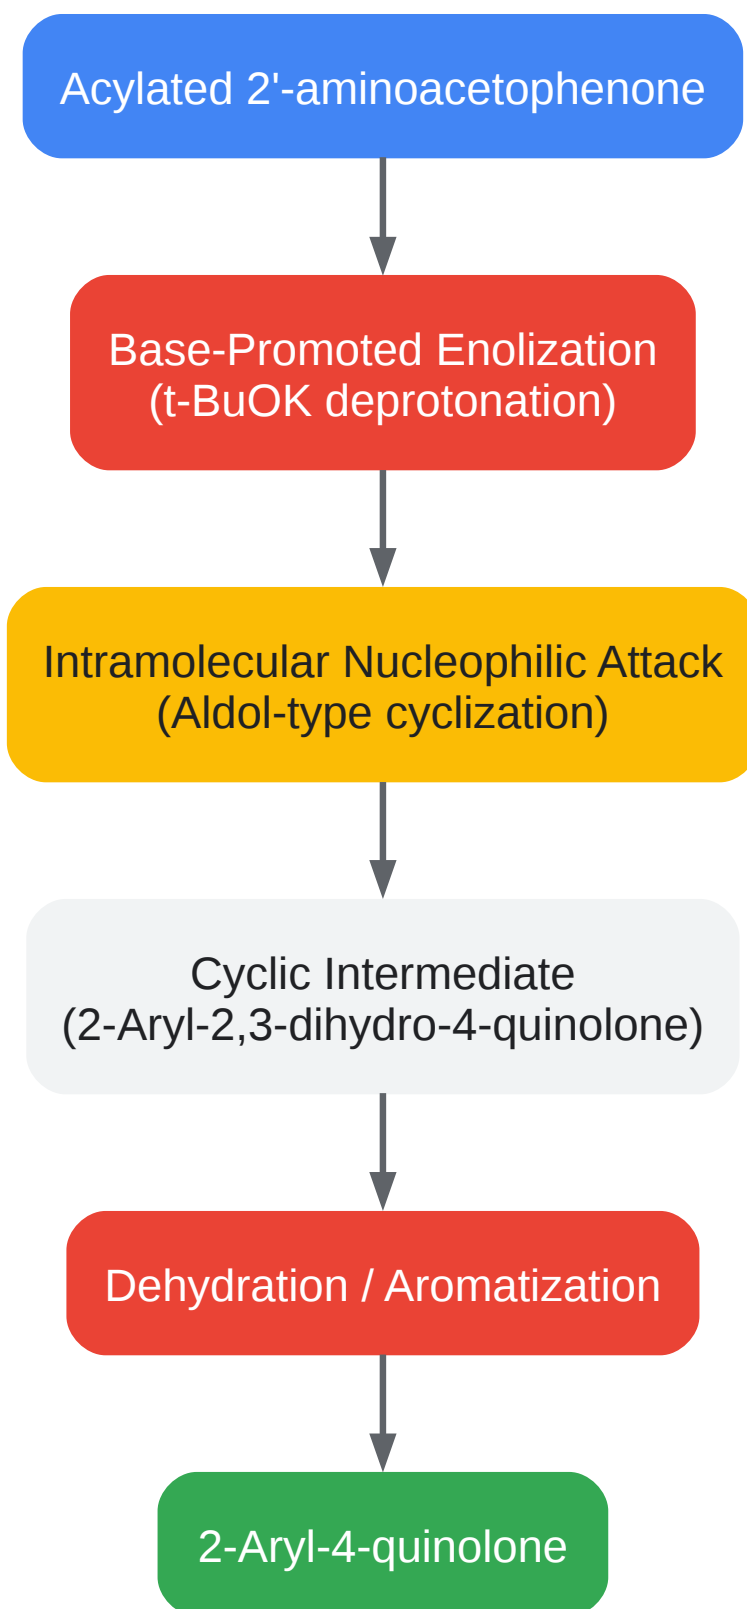 Acylated 2'-aminoacetophenone
Base-Promoted Enolization
(t-BuOK deprotonation)
Intramolecular Nucleophilic Attack
(Aldol-type cyclization)
Cyclic Intermediate
(2-Aryl-2,3-dihydro-4-quinolone)
Dehydration / Aromatization
2-Aryl-4-quinolone